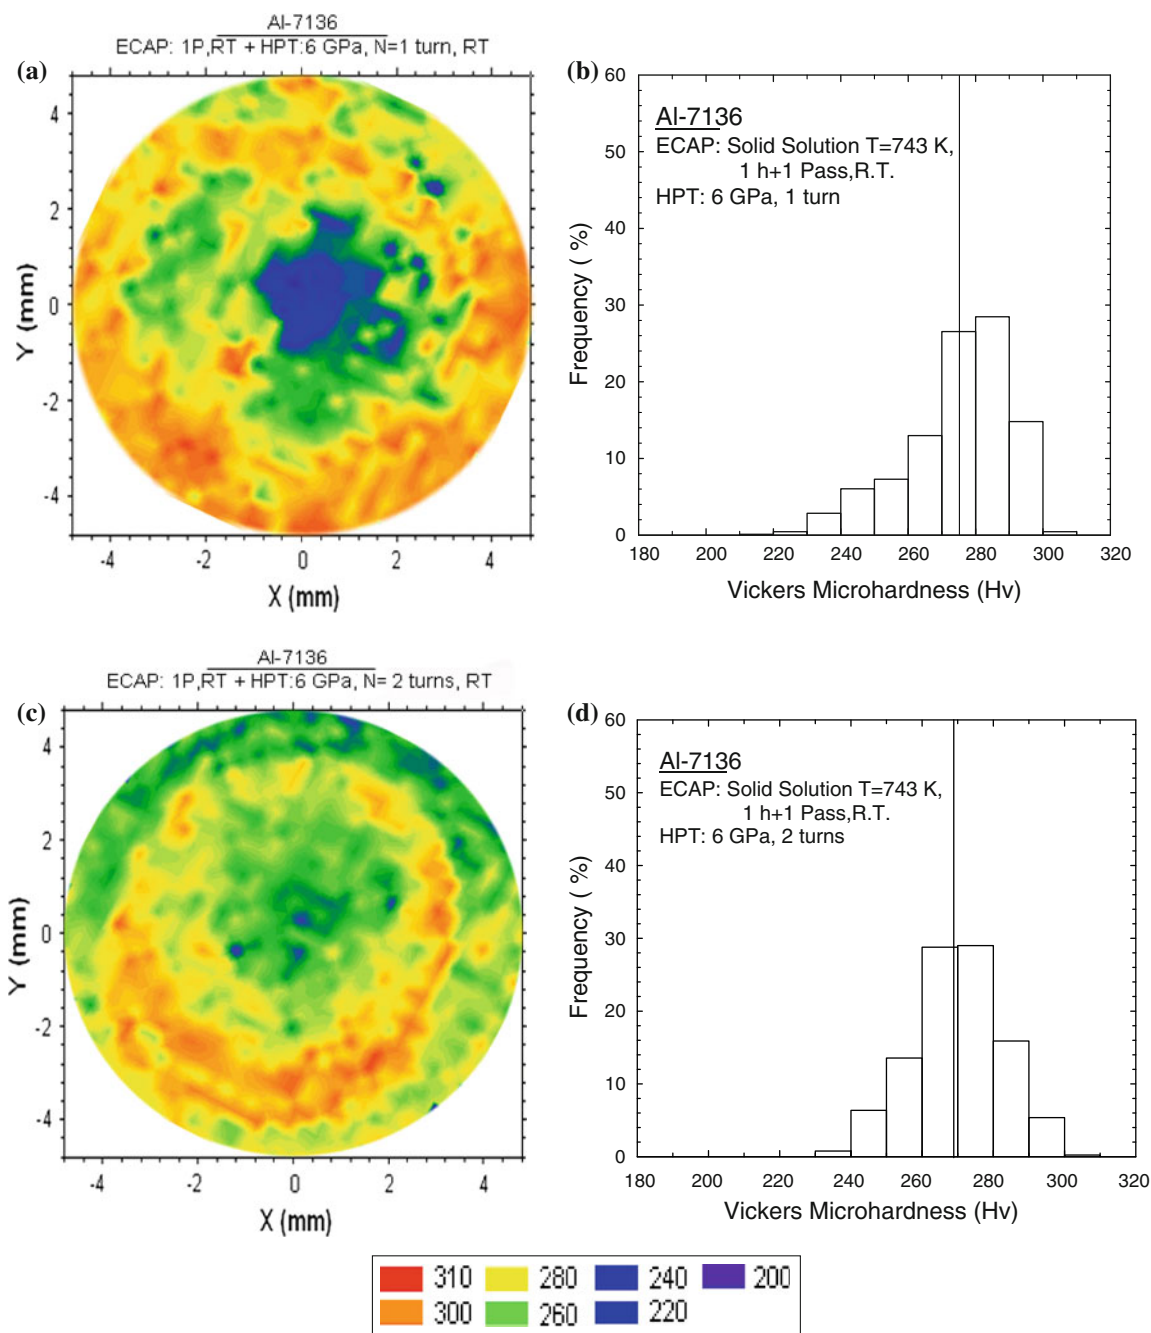 Al-7136
ECAP: 1P,RT + HPT:6 GPa, N=1 turn, RT
(a)
4
2
0
-2
-4
Y (mm)
-4
-2
0
2
4
X (mm)
(b)
60
50
40
30
20
10
0
Frequency ( %)
Al-7136
ECAP: Solid Solution T=743 K,
1 h+1 Pass,R.T.
HPT: 6 GPa, 1 turn
180
200
220
240
260
280
300
320
Vickers Microhardness (Hv)
Al-7136
ECAP: 1P,RT + HPT:6 GPa, N= 2 turns, RT
(c)
4
2
0
-2
-4
Y (mm)
-4
-2
0
2
4
X (mm)
(d)
60
50
40
30
20
10
0
Frequency ( %)
Al-7136
ECAP: Solid Solution T=743 K,
1 h+1 Pass,R.T.
HPT: 6 GPa, 2 turns
180
200
220
240
260
280
300
320
Vickers Microhardness (Hv)
310 280 240 200
300 260 220